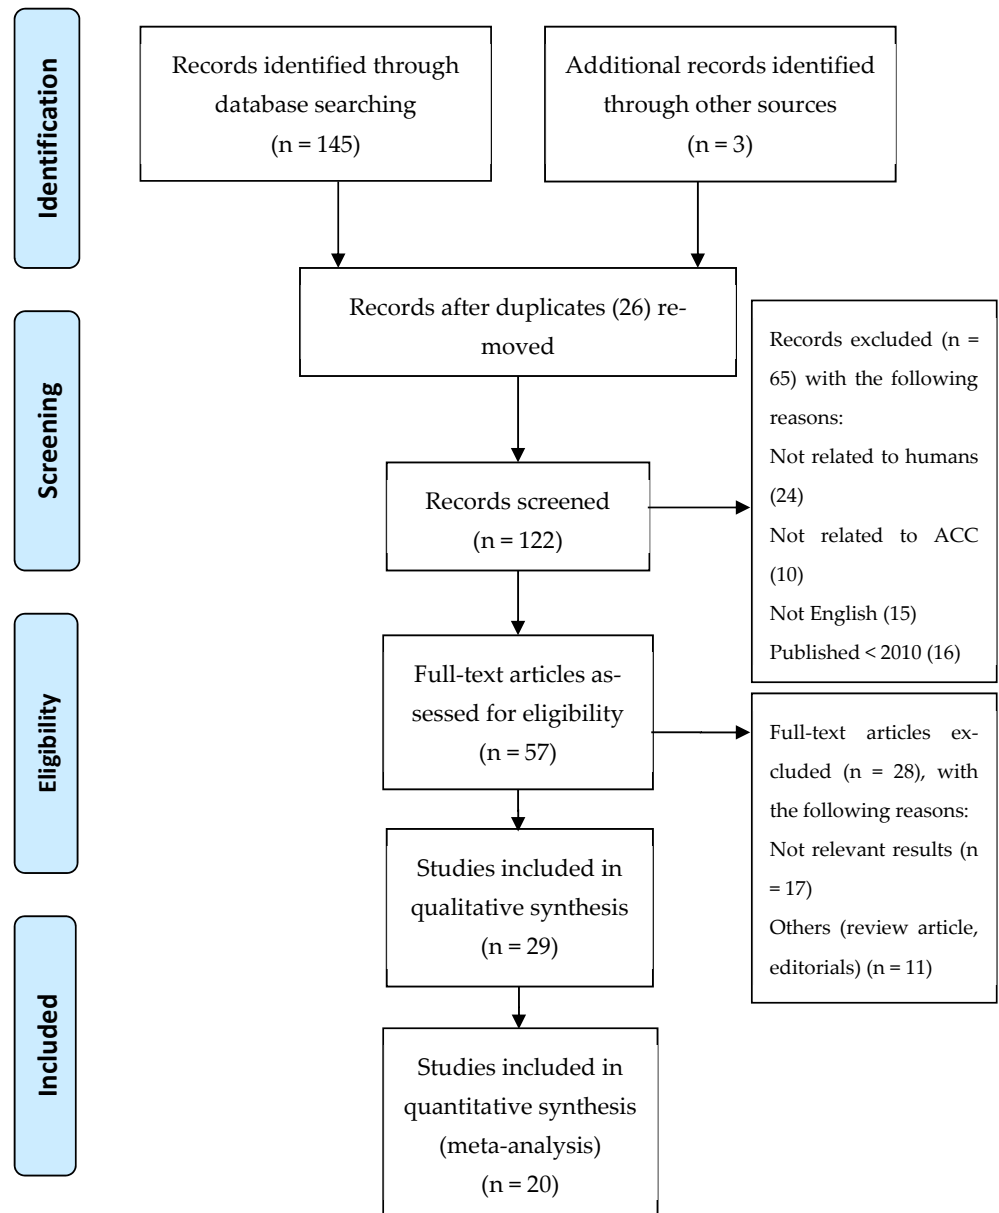 Identification
Records identified through
database searching
(n = 145)
Additional records identified
through other sources
(n = 3)
Records after duplicates (26) re-
moved
Screening
Records screened
(n = 122)
Records excluded (n =
65) with the following
reasons:
Not related to humans
(24)
Not related to ACC
(10)
Not English (15)
Published < 2010 (16)
Eligibility
Full-text articles as-
sessed for eligibility
(n = 57)
Full-text articles ex-
cluded (n = 28), with
the following reasons:
Not relevant results (n
= 17)
Others (review article,
editorials) (n = 11)
Studies included in
qualitative synthesis
(n = 29)
Included
Studies included in
quantitative synthesis
(meta-analysis)
(n = 20)